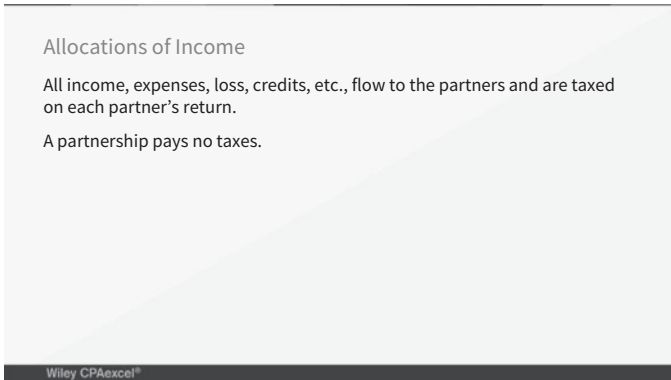 Allocations of Income
All income, expenses, loss, credits, etc., flow to the partners and are taxed
on each partner’s return.
A partnership pays no taxes.
Wiley CPAexcel®